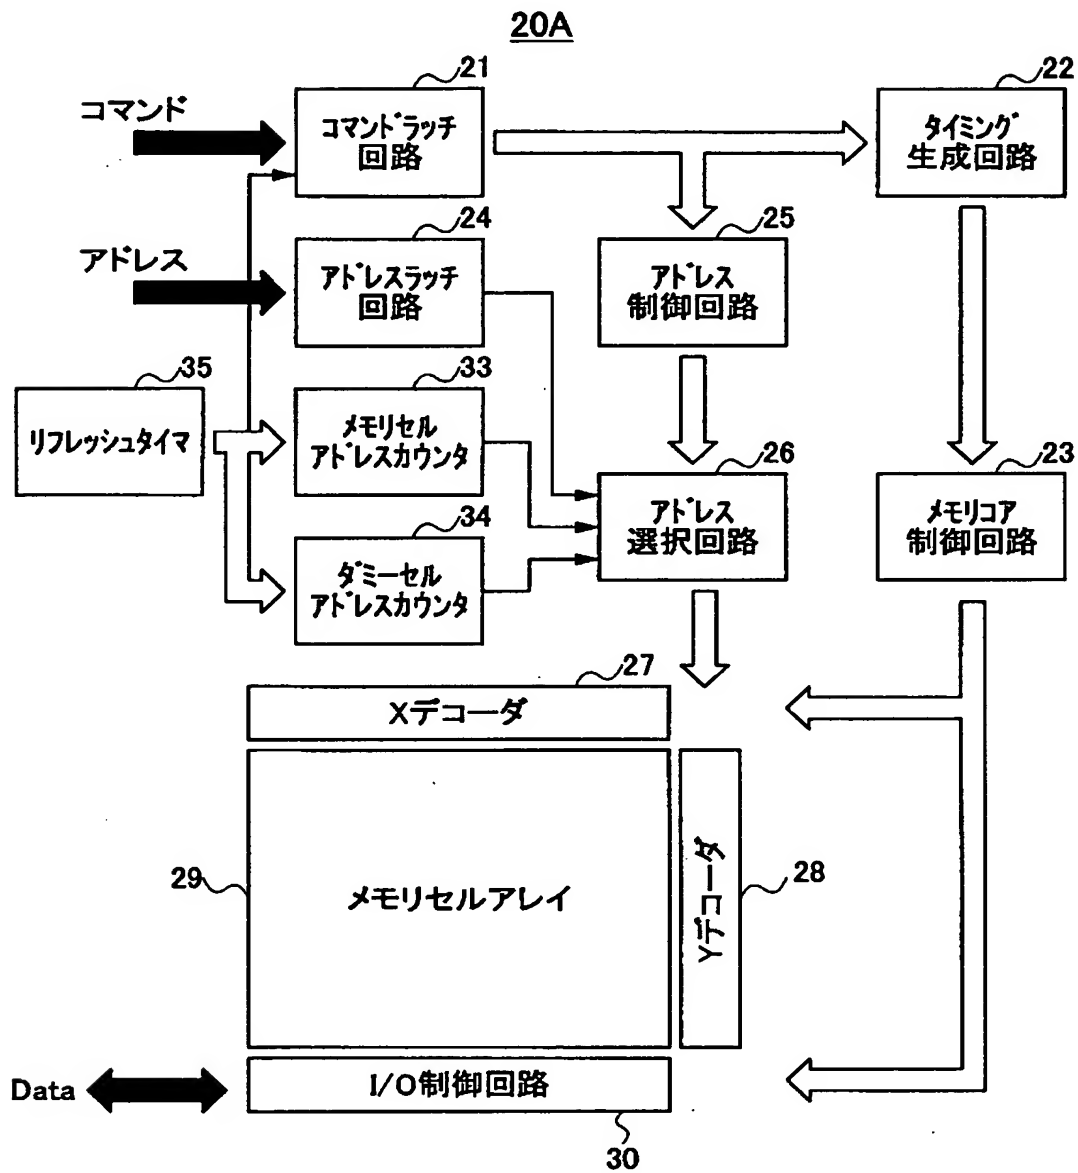 20A
21
コマンド
コマンドラッチ
回路
22
タイミング
生成回路
24
アドレス
アドレスラッチ
回路
25
アドレス
制御回路
35
リフレッシュタイマ
33
メモリセル
アドレスカウンタ
26
アドレス
選択回路
23
メモリコア
制御回路
34
ダミーセル
アドレスカウンタ
27
Xデコーダ
29
メモリセルアレイ
Yデコーダ
28
Data
I/O制御回路
30